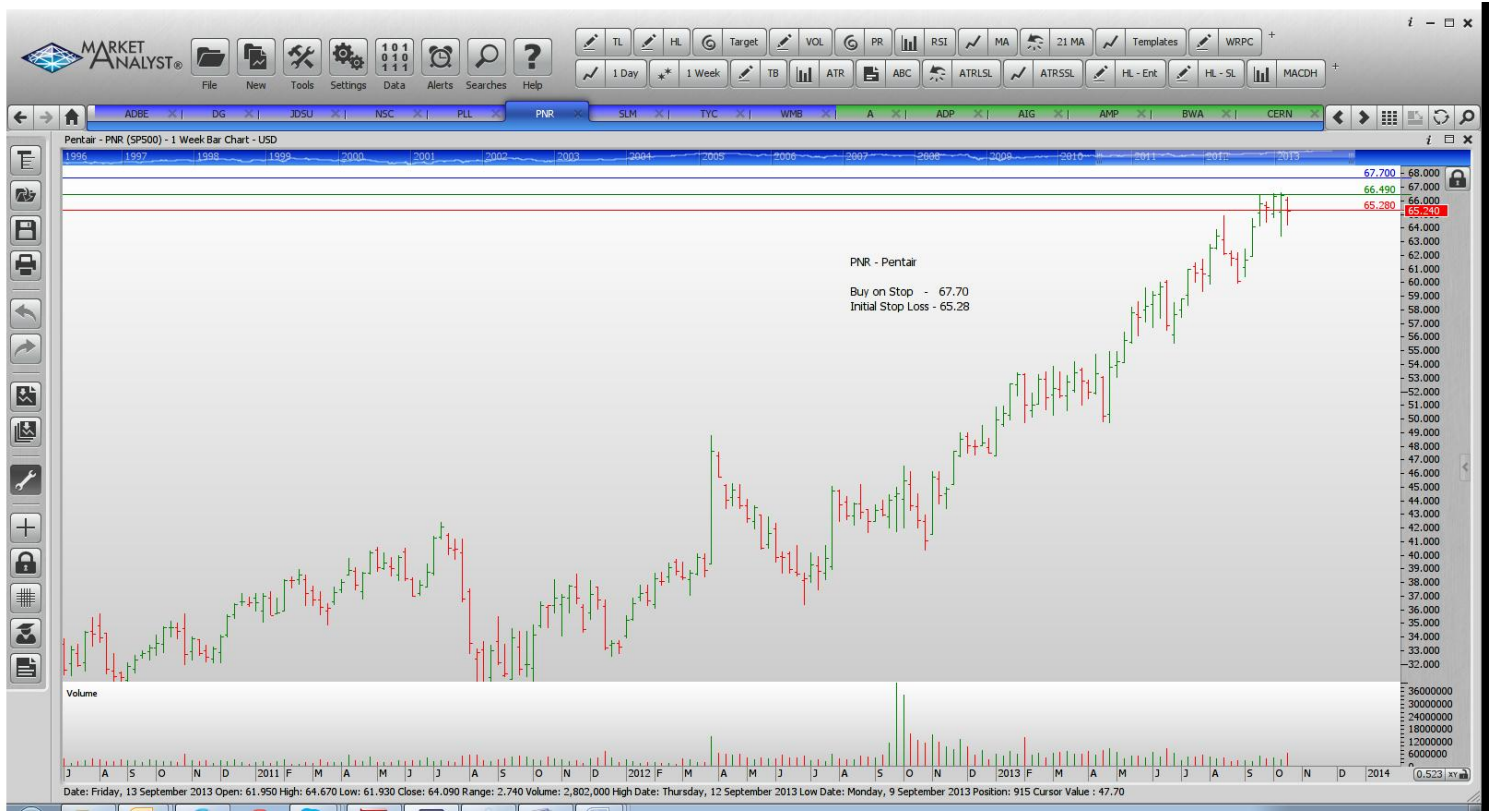 i
MARKET
ANALYST®
File
New
Tools
Settings
101
010
111
Data
Alerts
Searches
?
Help
TL
HL
Target
VOL
PR
RSI
MA
21 MA
Templates
WRPC
+
1 Day
1 Week
TB
ATR
ABC
ATRLSL
ATRSSL
HL - Ent
HL - SL
MACDH
+
ADBE
DG
JDSU
NSC
PLL
PNR
SLM
TYC
WMB
A
ADP
AIG
AMP
BWA
CERN
Pentair - PNR (SP500) - 1 Week Bar Chart - USD
i
1996 1997 1998 1999 2000 2001 2002 2003 2004 2005 2006 2007 2008 2009 2010 2011 2012 2013
67.700
66.490
65.280
68.000
67.000
66.000
65.240
64.000
63.000
62.000
61.000
60.000
59.000
58.000
57.000
56.000
55.000
54.000
53.000
52.000
51.000
50.000
49.000
48.000
47.000
46.000
45.000
44.000
43.000
42.000
41.000
40.000
39.000
38.000
37.000
36.000
35.000
34.000
33.000
32.000
PNR - Pentair
Buy on Stop - 67.70
Initial Stop Loss - 65.28
Volume
36000000
30000000
24000000
18000000
12000000
6000000
0
J A S O N D 2011 F M A M J J A S O N D 2012 F M A M J J A S O N D 2013 F M A M J J A S O N D 2014
0.523 XY
Date: Friday, 13 September 2013 Open: 61.950 High: 64.670 Low: 61.930 Close: 64.090 Range: 2.740 Volume: 2,802,000 High Date: Thursday, 12 September 2013 Low Date: Monday, 9 September 2013 Position: 915 Cursor Value : 47.70